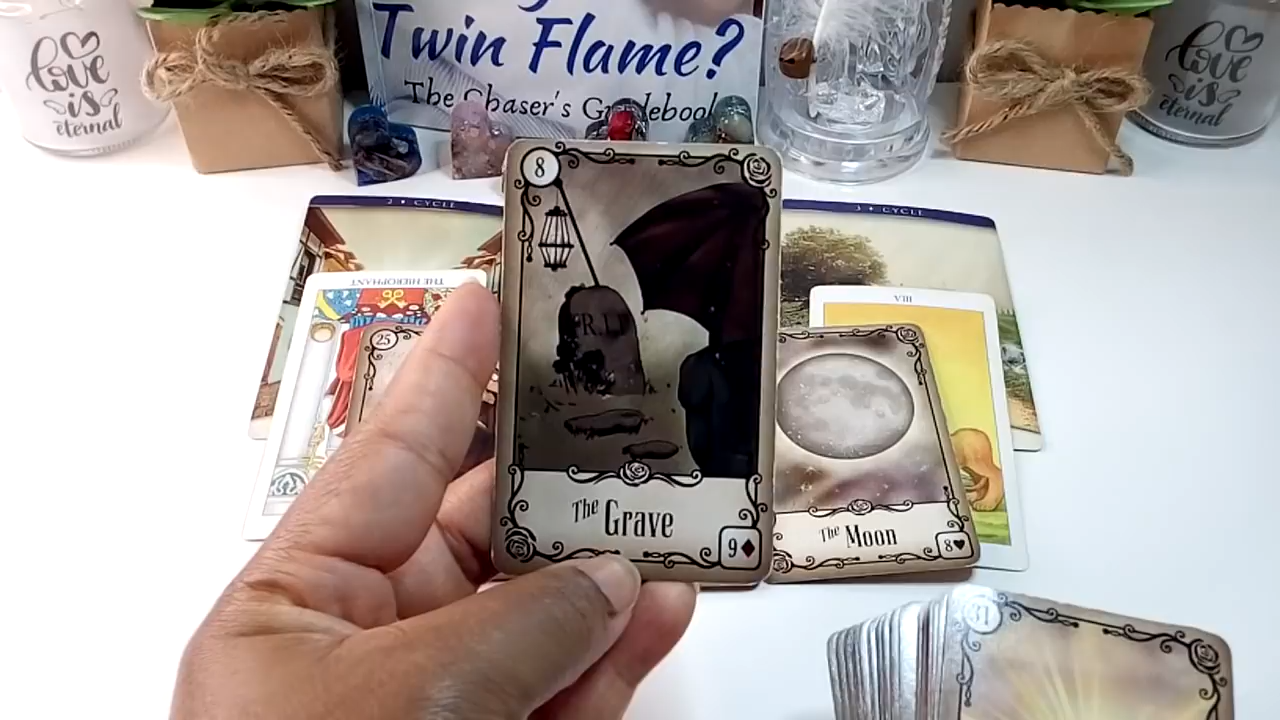 love
is
eternal
Twin Flame?
The Chaser's Guidebook
love
is
eternal
2 • CYCLE
3 • CYCLE
8
R.I.P
The Grave
9
THE HIEROPHANT
25
VIII
The Moon
8
31